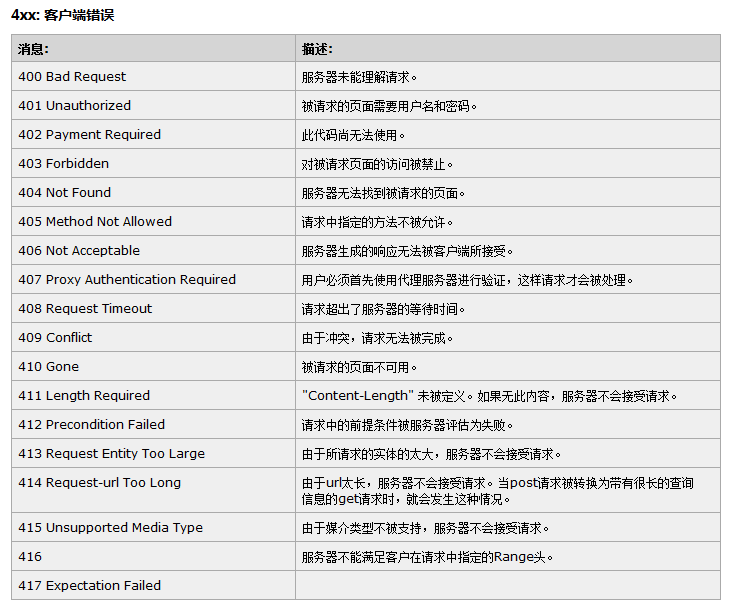 4xx: 客户端错误
消息: 描述:
400 Bad Request 服务器未能理解请求。
401 Unauthorized 被请求的页面需要用户名和密码。
402 Payment Required 此代码尚无法使用。
403 Forbidden 对被请求页面的访问被禁止。
404 Not Found 服务器无法找到被请求的页面。
405 Method Not Allowed 请求中指定的方法不被允许。
406 Not Acceptable 服务器生成的响应无法被客户端所接受。
407 Proxy Authentication Required 用户必须首先使用代理服务器进行验证，这样请求才会被处理。
408 Request Timeout 请求超出了服务器的等待时间。
409 Conflict 由于冲突，请求无法被完成。
410 Gone 被请求的页面不可用。
411 Length Required "Content-Length" 未被定义。如果无此内容，服务器不会接受请求。
412 Precondition Failed 请求中的前提条件被服务器评估为失败。
413 Request Entity Too Large 由于所请求的实体的太大，服务器不会接受请求。
414 Request-url Too Long 由于url太长，服务器不会接受请求。当post请求被转换为带有很长的查询
信息的get请求时，就会发生这种情况。
415 Unsupported Media Type 由于媒介类型不被支持，服务器不会接受请求。
416 服务器不能满足客户在请求中指定的Range头。
417 Expectation Failed